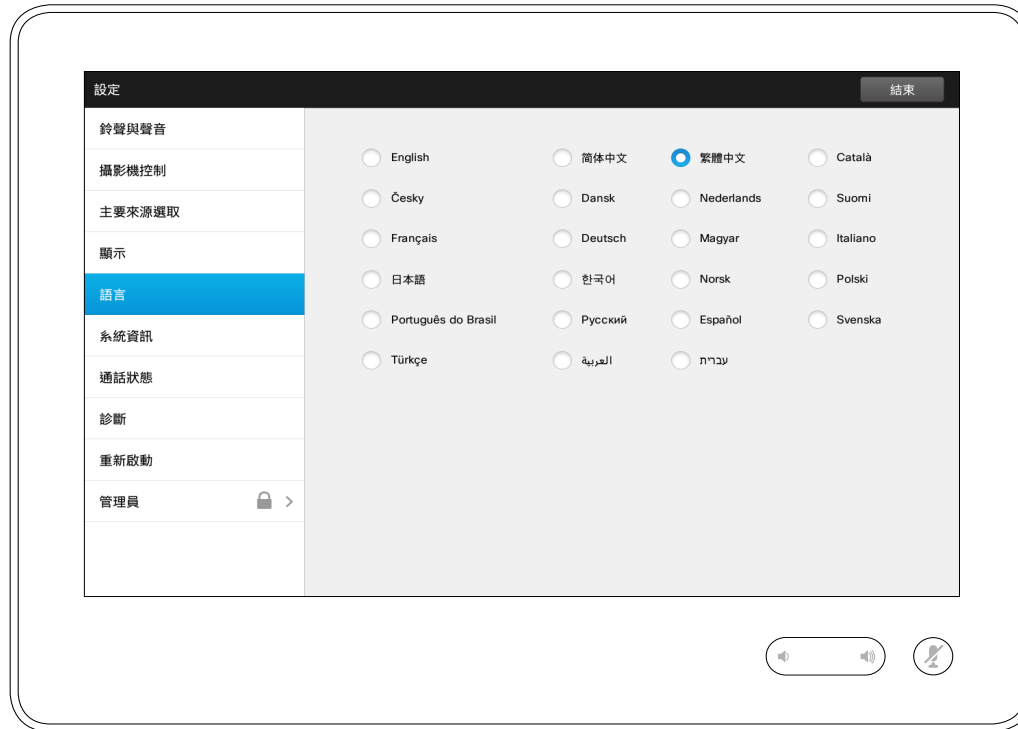 設定
結束
鈴聲與聲音
攝影機控制
主要來源選取
顯示
語言
系統資訊
通話狀態
診斷
重新啟動
管理員
English 简体中文 繁體中文 Català
Česky Dansk Nederlands Suomi
Français Deutsch Magyar Italiano
日本語 한국어 Norsk Polski
Português do Brasil Русский Español Svenska
Türkçe العربية עברית